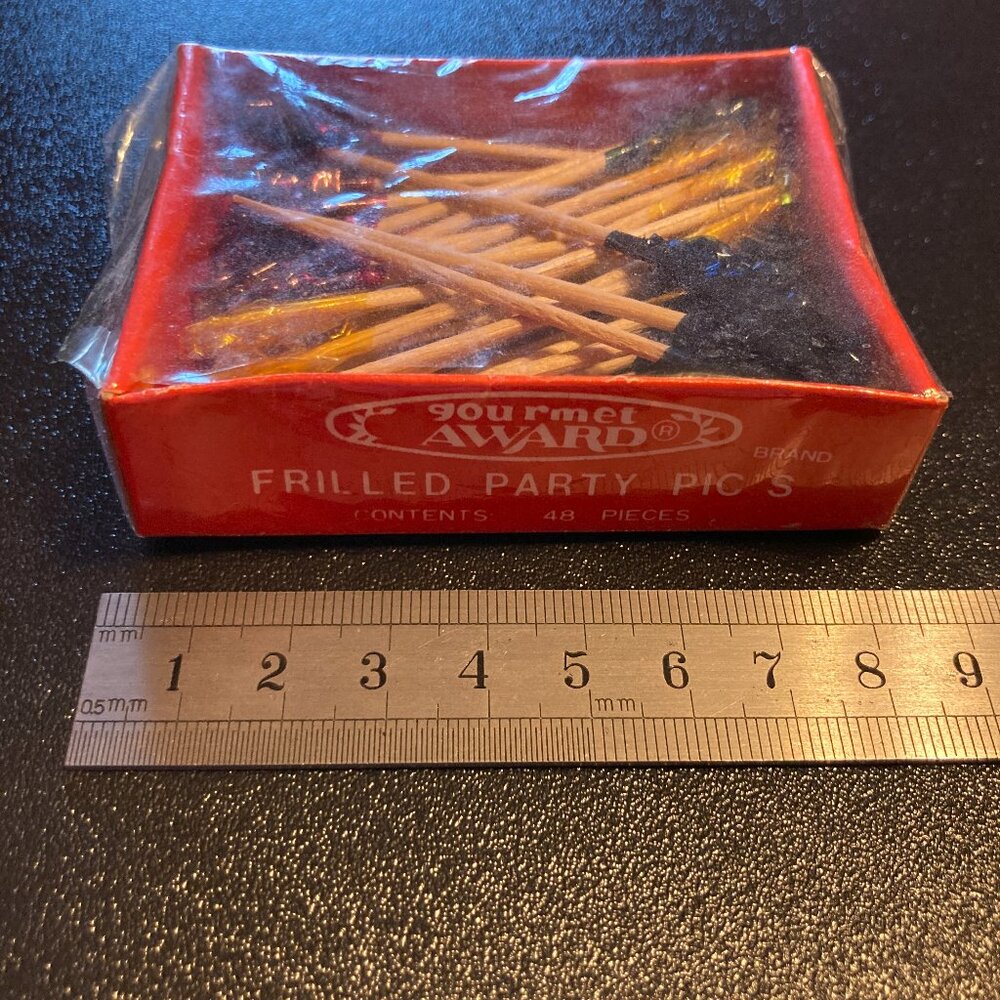 gourmet
AWARD®
BRAND
FRILLED PARTY PIC'S
CONTENTS 48 PIECES
mm
1 2 3 4 5 6 7 8 9
0.5mm mm